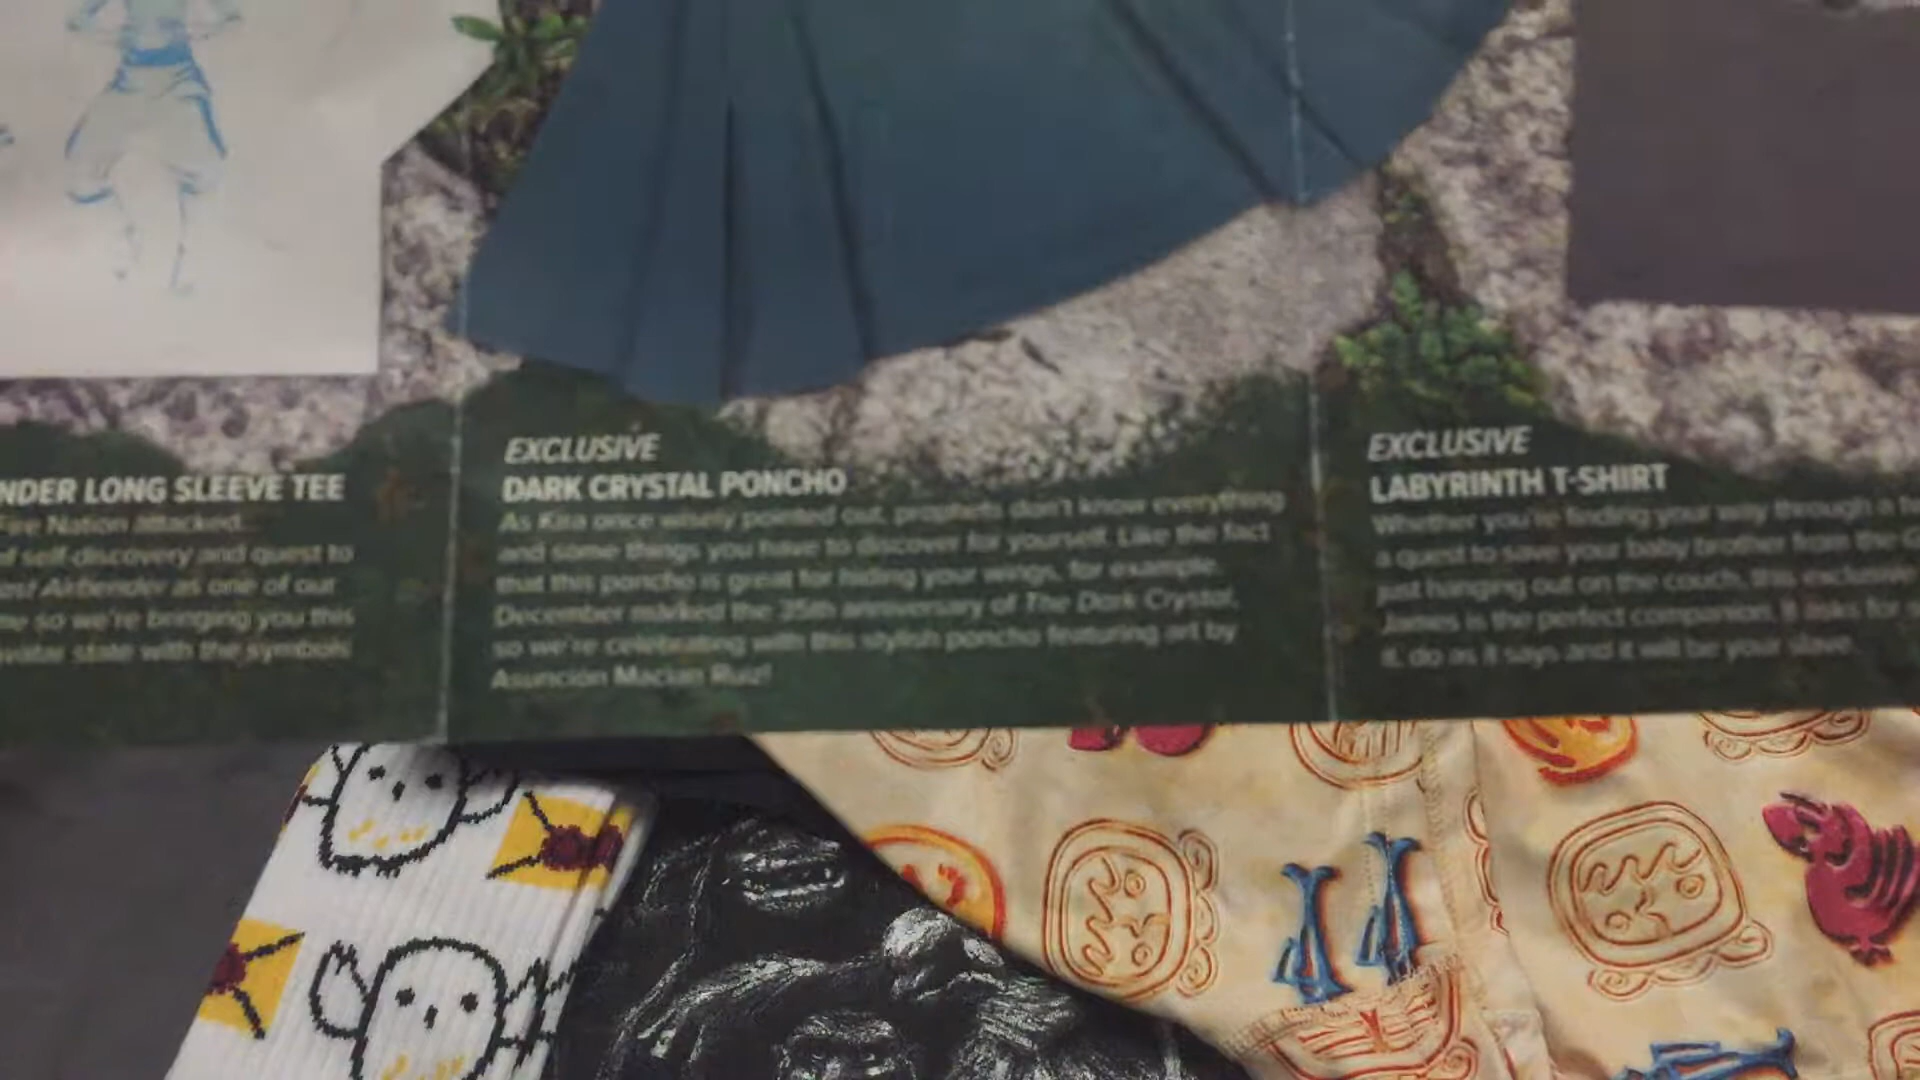 NDER LONG SLEEVE TEE
Fire Nation attacked.
of self-discovery and quest to
ast Airbender as one of our
me so we're bringing you this
vatar state with the symbols
EXCLUSIVE
DARK CRYSTAL PONCHO
As Kira once wisely pointed out, prophets don't know everything
and some things you have to discover for yourself. Like the fact
that this poncho is great for hiding your wings, for example.
December marked the 35th anniversary of The Dark Crystal,
so we're celebrating with this stylish poncho featuring art by
Asunción Macian Ruiz!
EXCLUSIVE
LABYRINTH T-SHIRT
Whether you're finding your way through a
a quest to save your baby brother from the
just hanging out on the couch, this exclusive
James is the perfect companion. It asks for
it, do as it says and it will be your slave.